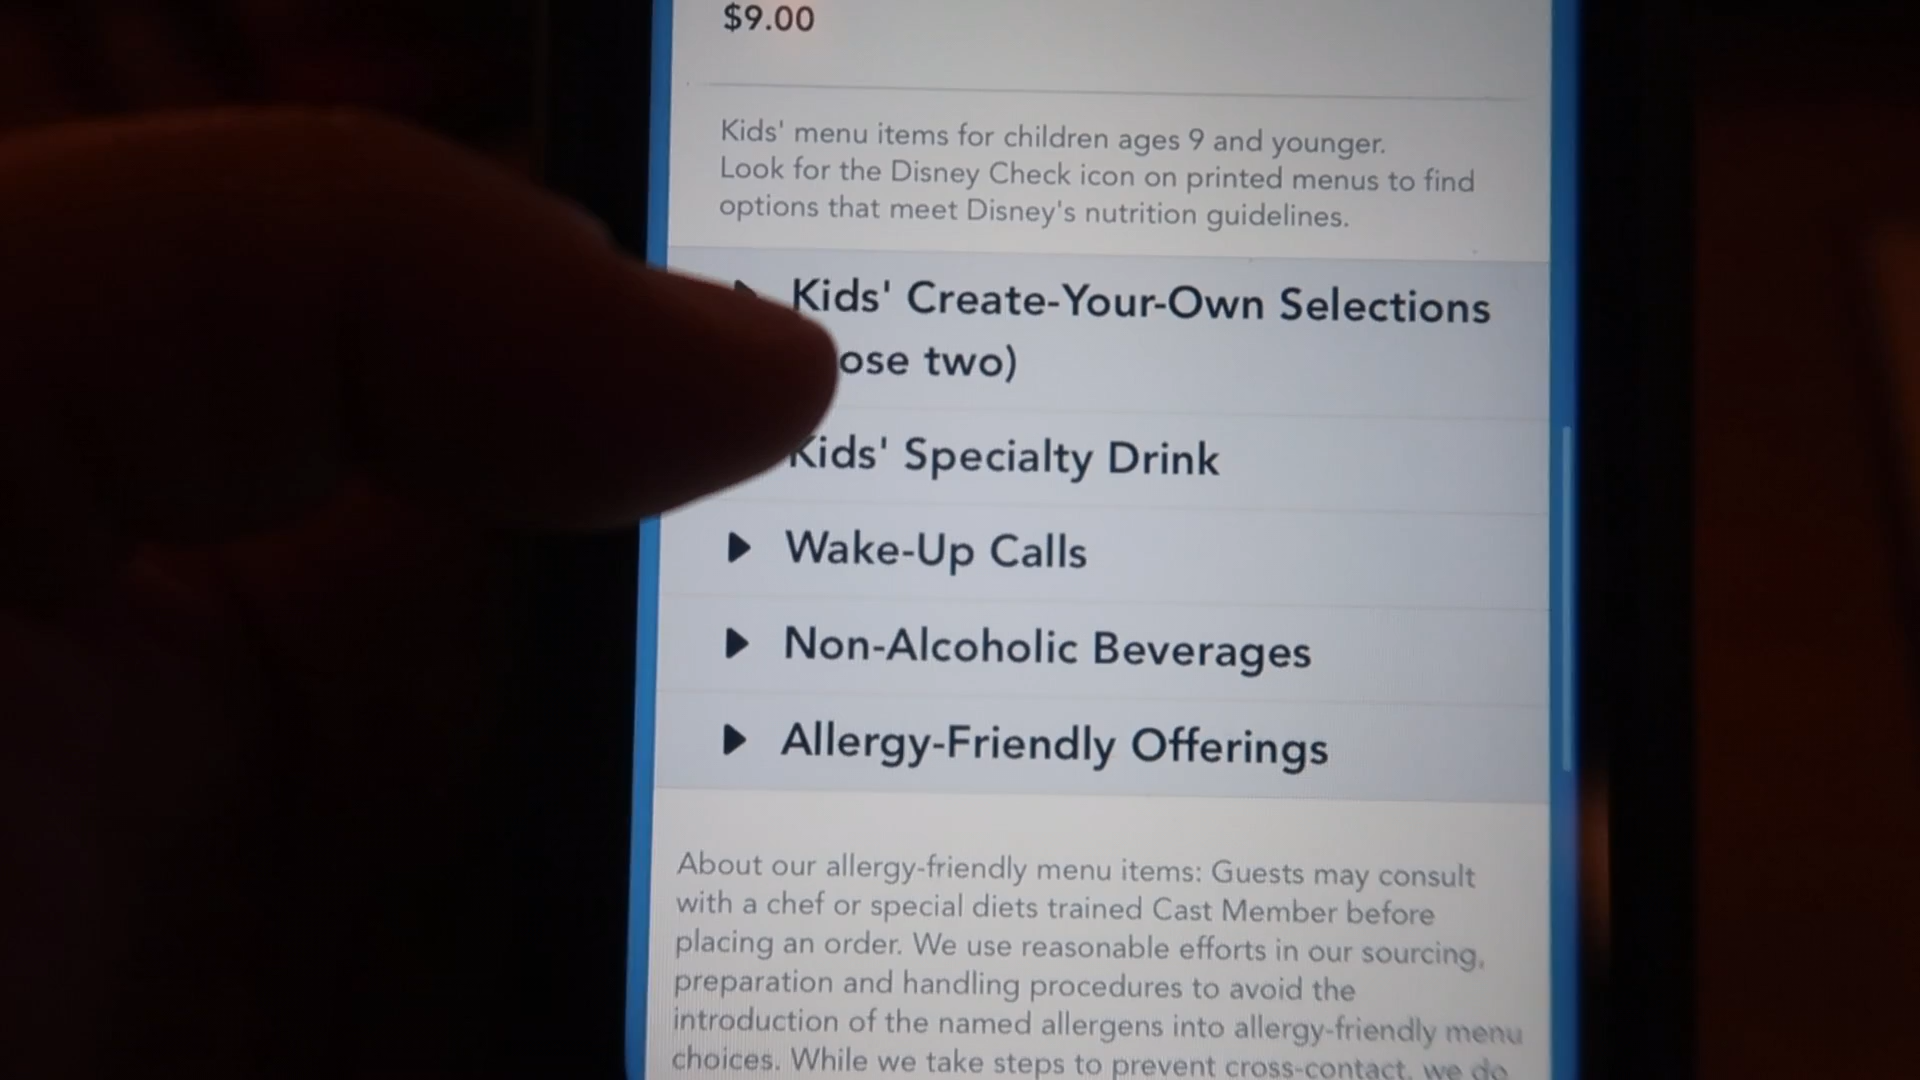 $9.00
Kids' menu items for children ages 9 and younger.
Look for the Disney Check icon on printed menus to find
options that meet Disney's nutrition guidelines.
Kids' Create-Your-Own Selections
ose two)
Kids' Specialty Drink
Wake-Up Calls
Non-Alcoholic Beverages
Allergy-Friendly Offerings
About our allergy-friendly menu items: Guests may consult
with a chef or special diets trained Cast Member before
placing an order. We use reasonable efforts in our sourcing,
preparation and handling procedures to avoid the
introduction of the named allergens into allergy-friendly menu
choices. While we take steps to prevent cross-contact, we do